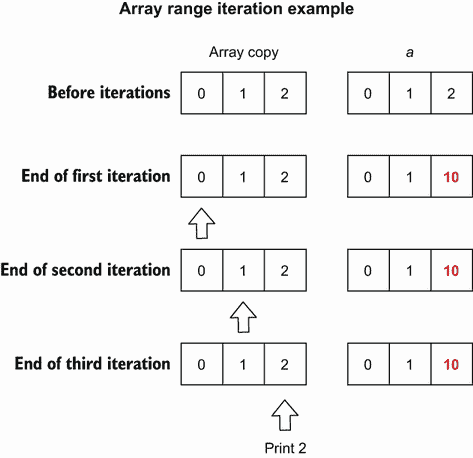 Array range iteration example
Array copy a
Before iterations 0 1 2 0 1 2
End of first iteration 0 1 2 0 1 10
End of second iteration 0 1 2 0 1 10
End of third iteration 0 1 2 0 1 10
Print 2